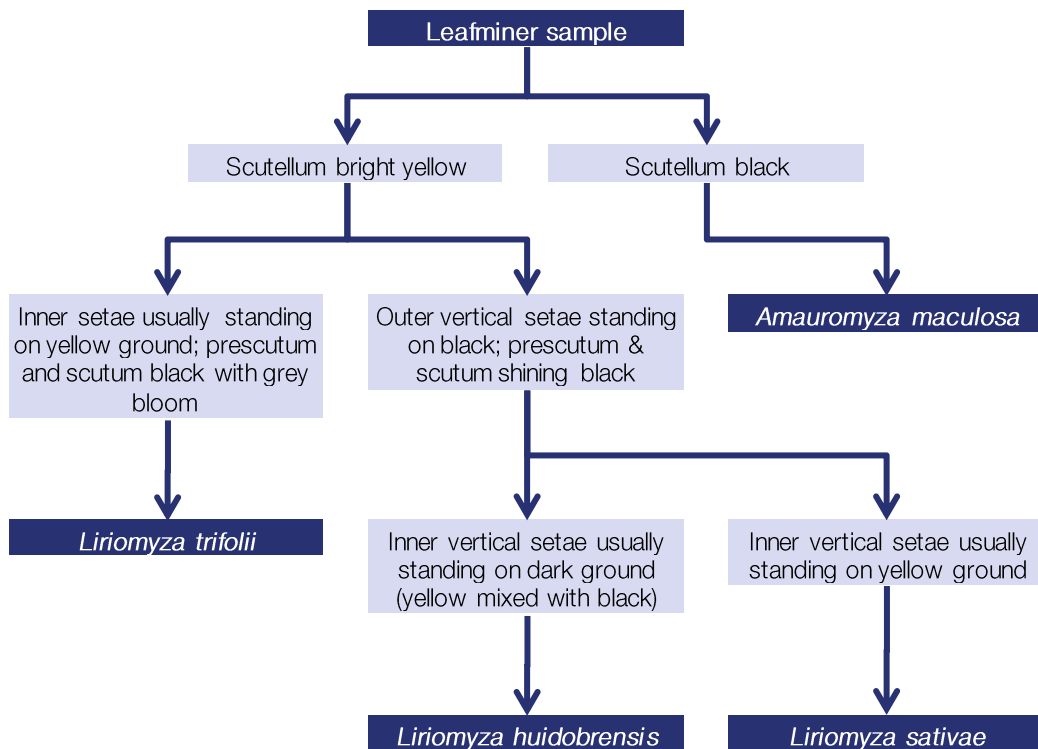 Leafminer sample
Scutellum bright yellow
Scutellum black
Inner setae usually standing
on yellow ground; prescutum
and scutum black with grey
bloom
Outer vertical setae standing
on black; prescutum &
scutum shining black
Amauromyza maculosa
Liriomyza trifolii
Inner vertical setae usually
standing on dark ground
(yellow mixed with black)
Inner vertical setae usually
standing on yellow ground
Liriomyza huidobrensis
Liriomyza sativae